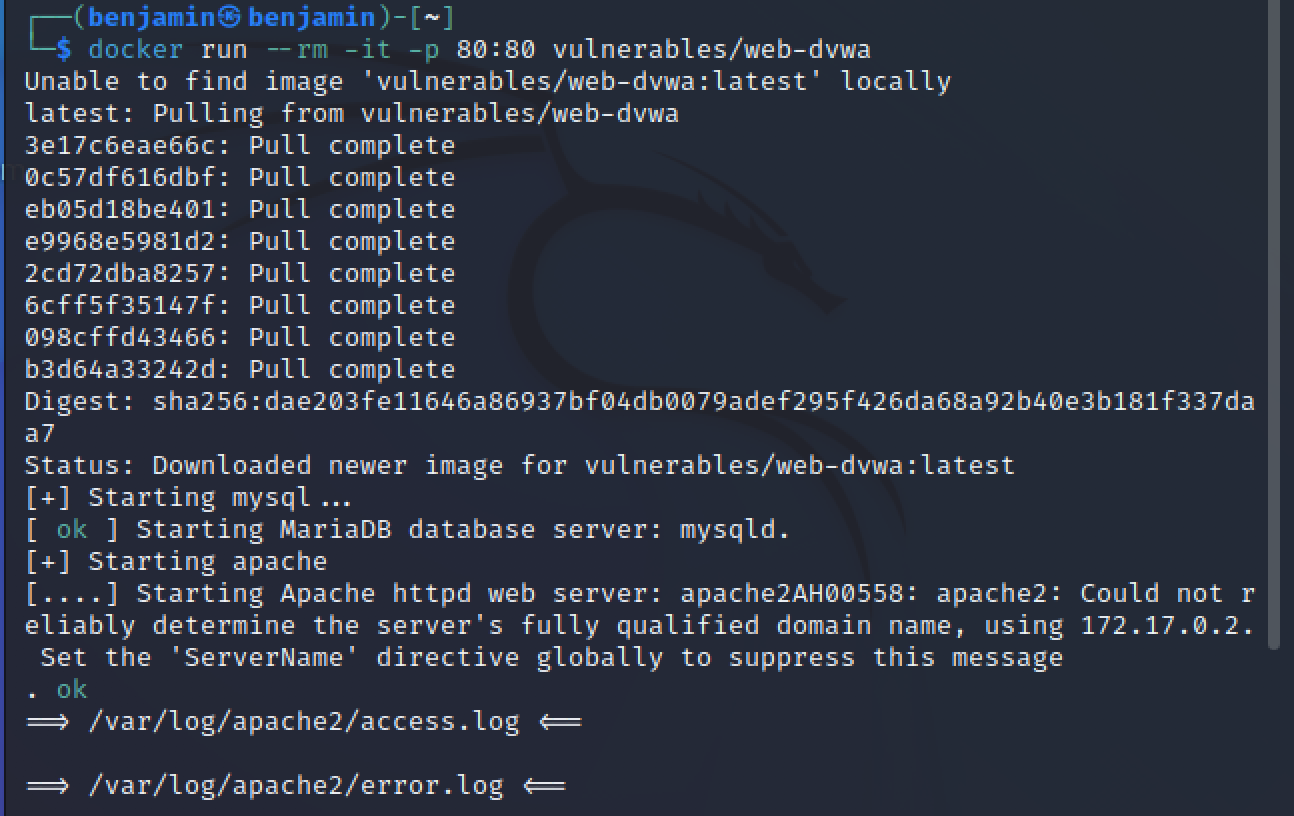 ┌──(benjamin㉿benjamin)-[~]
└─$ docker run --rm -it -p 80:80 vulnerables/web-dvwa
Unable to find image 'vulnerables/web-dvwa:latest' locally
latest: Pulling from vulnerables/web-dvwa
3e17c6eae66c: Pull complete
0c57df616dbf: Pull complete
eb05d18be401: Pull complete
e9968e5981d2: Pull complete
2cd72dba8257: Pull complete
6cff5f35147f: Pull complete
098cffd43466: Pull complete
b3d64a33242d: Pull complete
Digest: sha256:dae203fe11646a86937bf04db0079adef295f426da68a92b40e3b181f337da
a7
Status: Downloaded newer image for vulnerables/web-dvwa:latest
[+] Starting mysql...
[ ok ] Starting MariaDB database server: mysqld.
[+] Starting apache
[....] Starting Apache httpd web server: apache2AH00558: apache2: Could not r
eliably determine the server's fully qualified domain name, using 172.17.0.2.
 Set the 'ServerName' directive globally to suppress this message
. ok
==> /var/log/apache2/access.log <==
==> /var/log/apache2/error.log <==